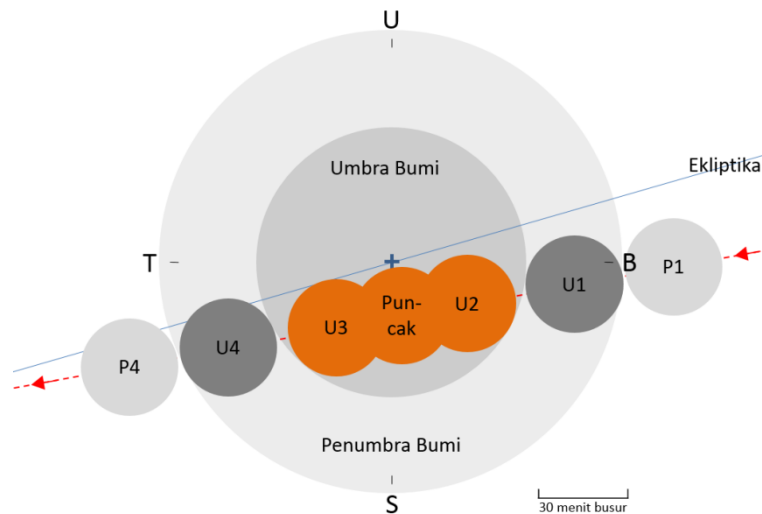 U
Ekliptika
Umbra Bumi
T
B
P1
U1
U2
Pun-
cak
U3
U4
P4
Penumbra Bumi
S
30 menit busur